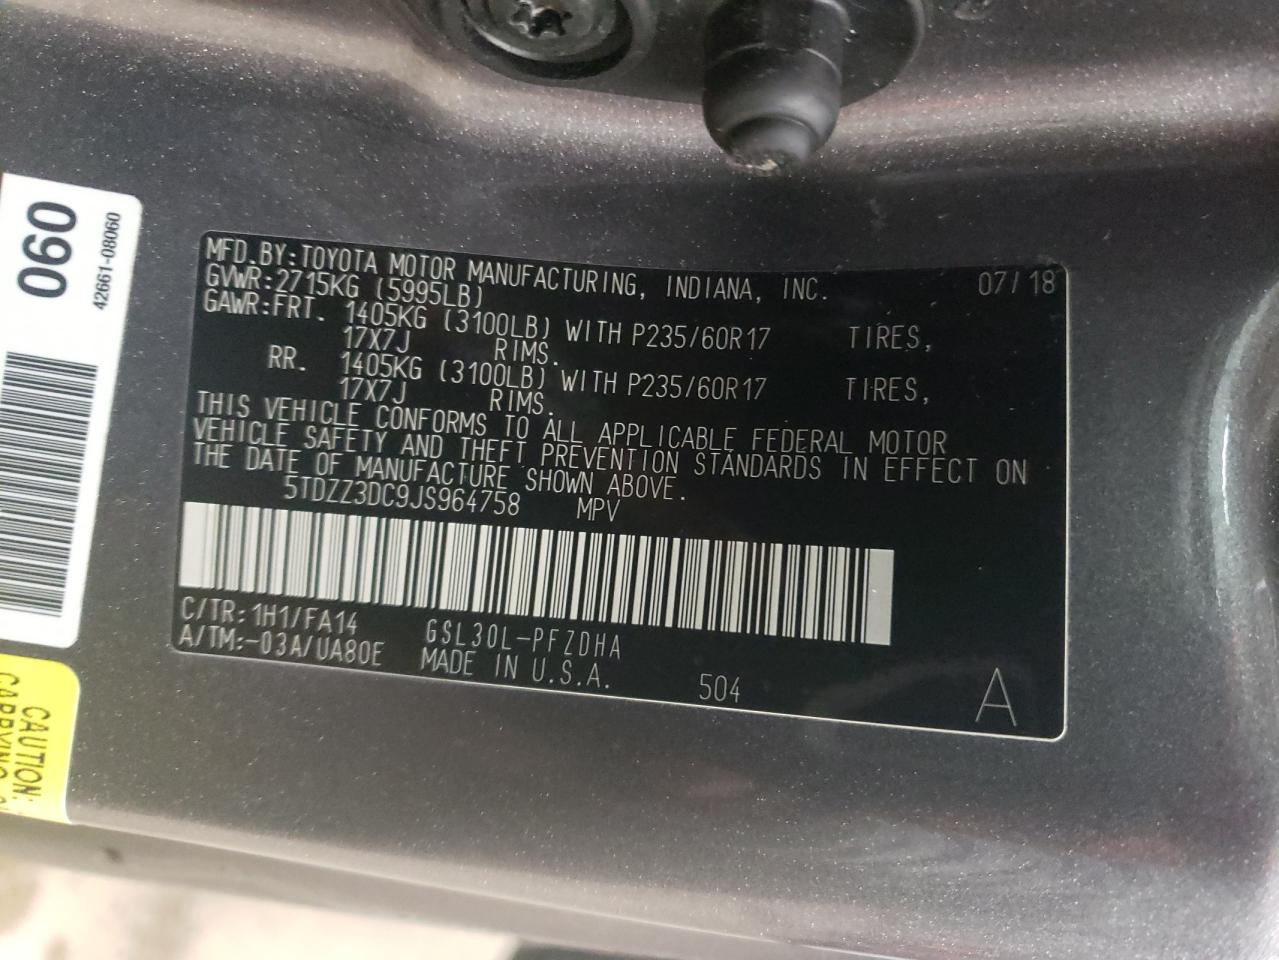 MFD.BY:TOYOTA MOTOR MANUFACTURING, INDIANA, INC. 07/18
GVWR:2715KG (5995LB)
GAWR:FRT. 1405KG (3100LB) WITH P235/60R17 TIRES,
17X7J RIMS.
RR. 1405KG (3100LB) WITH P235/60R17 TIRES,
17X7J RIMS.
THIS VEHICLE CONFORMS TO ALL APPLICABLE FEDERAL MOTOR
VEHICLE SAFETY AND THEFT PREVENTION STANDARDS IN EFFECT ON
THE DATE OF MANUFACTURE SHOWN ABOVE.
5TDZZ3DC9JS964758 MPV
C/TR:1H1/FA14 GSL30L-PFZDHA
A/TM:-03A/UA80E MADE IN U.S.A. 504 A
060
42661-08060
CAUTION:
CARRYING